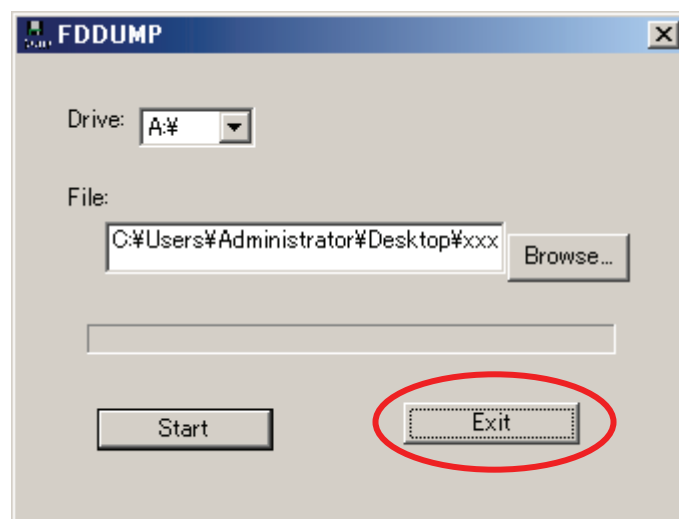 FDDUMP
Drive: A:¥
File:
C:¥Users¥Administrator¥Desktop¥xxx
Browse...
Start Exit